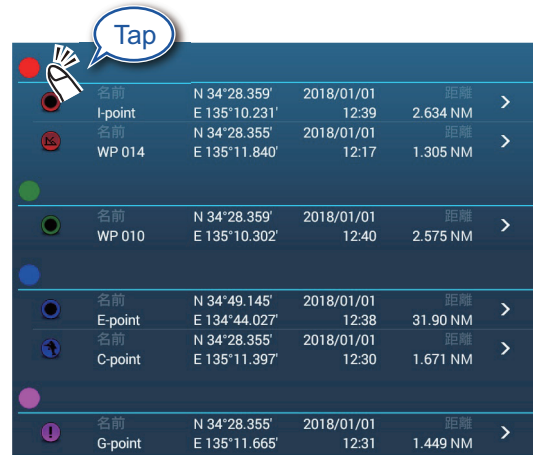 Tap
名前 N 34°28.359' 2018/01/01 距離
I-point E 135°10.231' 12:39 2.634 NM
名前 N 34°28.355' 2018/01/01 距離
WP 014 E 135°11.840' 12:17 1.305 NM
名前 N 34°28.359' 2018/01/01 距離
WP 010 E 135°10.302' 12:40 2.575 NM
名前 N 34°49.145' 2018/01/01 距離
E-point E 134°44.027' 12:38 31.90 NM
名前 N 34°28.355' 2018/01/01 距離
C-point E 135°11.397' 12:30 1.671 NM
名前 N 34°28.355' 2018/01/01 距離
G-point E 135°11.665' 12:31 1.449 NM